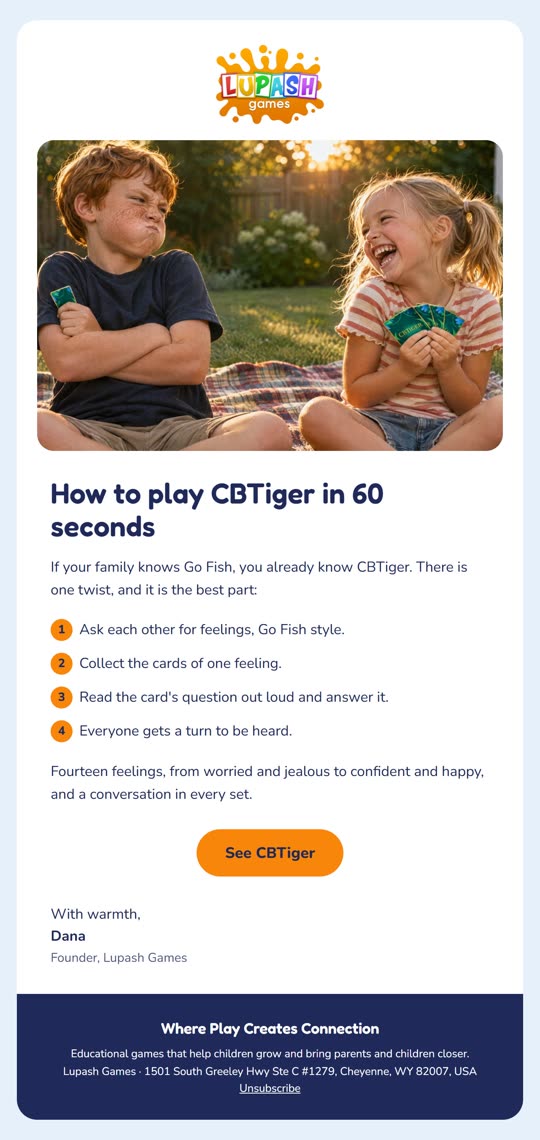 LUPASH
games
CBTIGER
How to play CBTiger in 60
seconds
If your family knows Go Fish, you already know CBTiger. There is
one twist, and it is the best part:
1 Ask each other for feelings, Go Fish style.
2 Collect the cards of one feeling.
3 Read the card's question out loud and answer it.
4 Everyone gets a turn to be heard.
Fourteen feelings, from worried and jealous to confident and happy,
and a conversation in every set.
See CBTiger
With warmth,
Dana
Founder, Lupash Games
Where Play Creates Connection
Educational games that help children grow and bring parents and children closer.
Lupash Games · 1501 South Greeley Hwy Ste C #1279, Cheyenne, WY 82007, USA
Unsubscribe